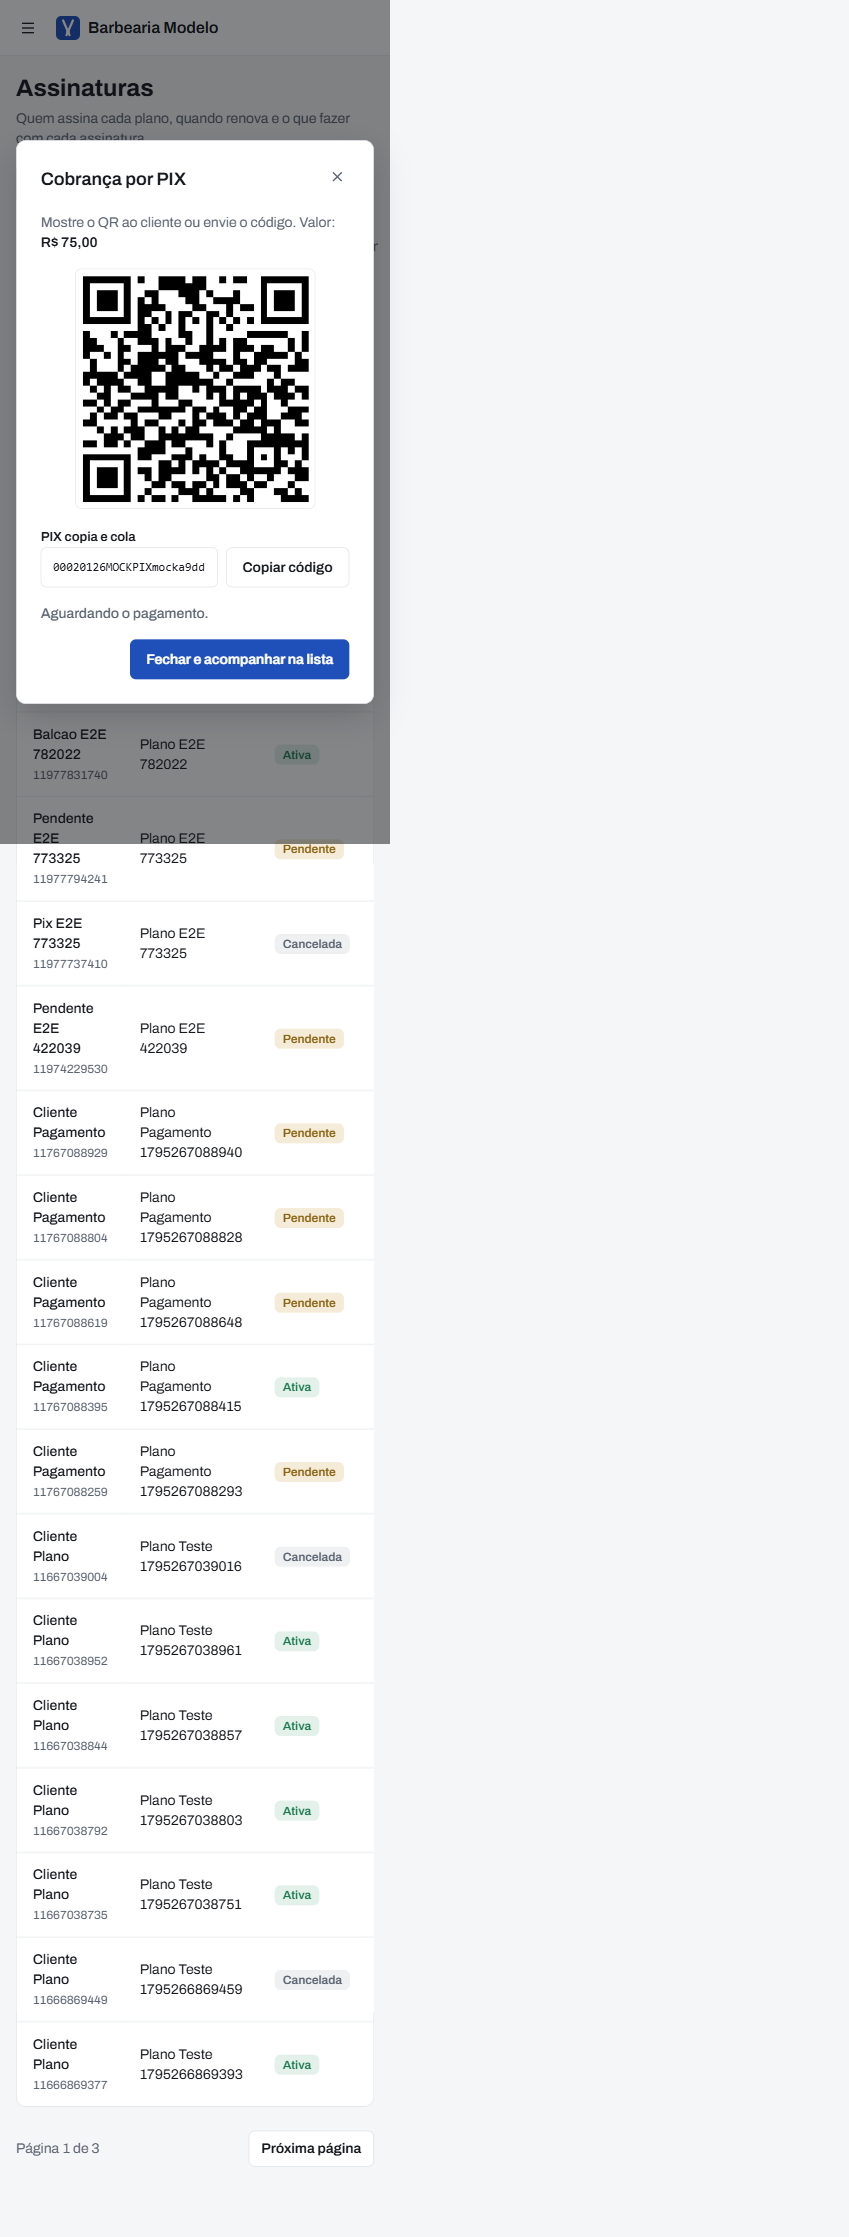 Barbearia Modelo
Assinaturas
Quem assina cada plano, quando renova e o que fazer
com cada assinatura
Cobrança por PIX
Mostre o QR ao cliente ou envie o código. Valor:
R$ 75,00
PIX copia e cola
00020126MOCKPIXmocka9dd
Copiar código
Aguardando o pagamento.
Fechar e acompanhar na lista
Balcao E2E
782022
11977831740
Plano E2E
782022
Ativa
Pendente
E2E
773325
11977794241
Plano E2E
773325
Pendente
Pix E2E
773325
11977737410
Plano E2E
773325
Cancelada
Pendente
E2E
422039
11974229530
Plano E2E
422039
Pendente
Cliente
Pagamento
11767088929
Plano
Pagamento
1795267088940
Pendente
Cliente
Pagamento
11767088804
Plano
Pagamento
1795267088828
Pendente
Cliente
Pagamento
11767088619
Plano
Pagamento
1795267088648
Pendente
Cliente
Pagamento
11767088395
Plano
Pagamento
1795267088415
Ativa
Cliente
Pagamento
11767088259
Plano
Pagamento
1795267088293
Pendente
Cliente
Plano
11667039004
Plano Teste
1795267039016
Cancelada
Cliente
Plano
11667038952
Plano Teste
1795267038961
Ativa
Cliente
Plano
11667038844
Plano Teste
1795267038857
Ativa
Cliente
Plano
11667038792
Plano Teste
1795267038803
Ativa
Cliente
Plano
11667038735
Plano Teste
1795267038751
Ativa
Cliente
Plano
11666869449
Plano Teste
1795266869459
Cancelada
Cliente
Plano
11666869377
Plano Teste
1795266869393
Ativa
Página 1 de 3
Próxima página